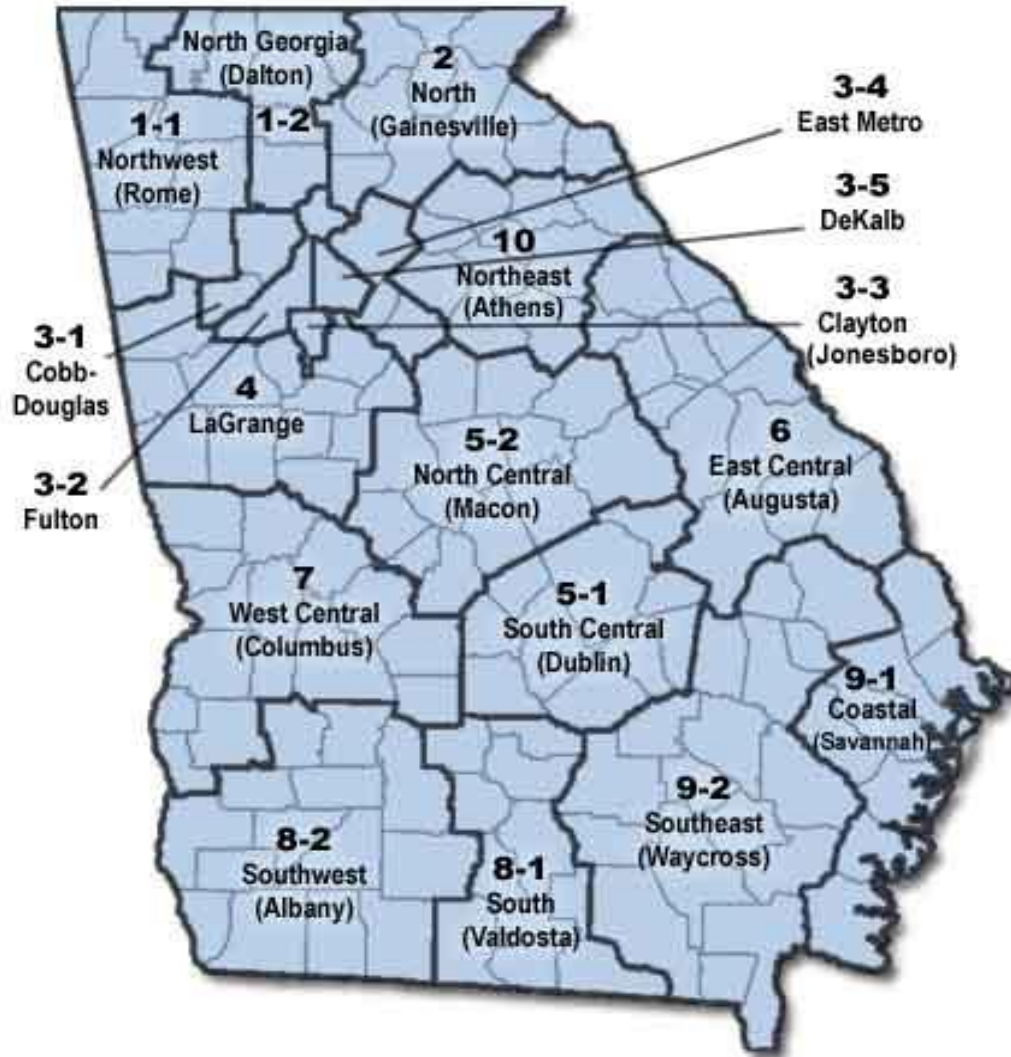 North Georgia
(Dalton)
1-2
2
North
(Gainesville)
1-1
Northwest
(Rome)
3-4
East Metro
3-5
DeKalb
10
Northeast
(Athens)
3-3
Clayton
(Jonesboro)
3-1
Cobb-
Douglas
4
LaGrange
3-2
Fulton
5-2
North Central
(Macon)
6
East Central
(Augusta)
7
West Central
(Columbus)
5-1
South Central
(Dublin)
9-1
Coastal
(Savannah)
9-2
Southeast
(Waycross)
8-2
Southwest
(Albany)
8-1
South
(Valdosta)